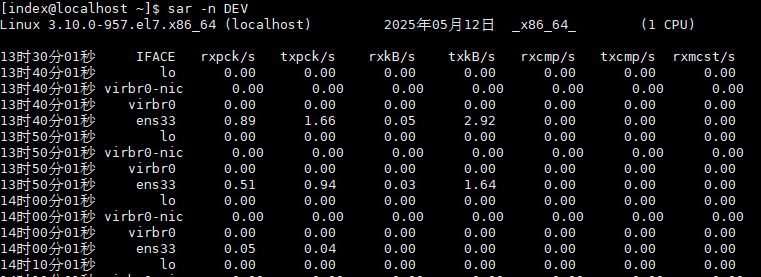 [index@localhost ~]$ sar -n DEV
Linux 3.10.0-957.el7.x86_64 (localhost) 2025年05月12日 _x86_64_ (1 CPU)
13时30分01秒 IFACE rxpck/s txpck/s rxkB/s txkB/s rxcmp/s txcmp/s rxmcst/s
13时40分01秒 lo 0.00 0.00 0.00 0.00 0.00 0.00 0.00
13时40分01秒 virbr0-nic 0.00 0.00 0.00 0.00 0.00 0.00 0.00
13时40分01秒 virbr0 0.00 0.00 0.00 0.00 0.00 0.00 0.00
13时40分01秒 ens33 0.89 1.66 0.05 2.92 0.00 0.00 0.00
13时50分01秒 lo 0.00 0.00 0.00 0.00 0.00 0.00 0.00
13时50分01秒 virbr0-nic 0.00 0.00 0.00 0.00 0.00 0.00 0.00
13时50分01秒 virbr0 0.00 0.00 0.00 0.00 0.00 0.00 0.00
13时50分01秒 ens33 0.51 0.94 0.03 1.64 0.00 0.00 0.00
14时00分01秒 lo 0.00 0.00 0.00 0.00 0.00 0.00 0.00
14时00分01秒 virbr0-nic 0.00 0.00 0.00 0.00 0.00 0.00 0.00
14时00分01秒 virbr0 0.00 0.00 0.00 0.00 0.00 0.00 0.00
14时00分01秒 ens33 0.05 0.04 0.00 0.00 0.00 0.00 0.00
14时10分01秒 lo 0.00 0.00 0.00 0.00 0.00 0.00 0.00